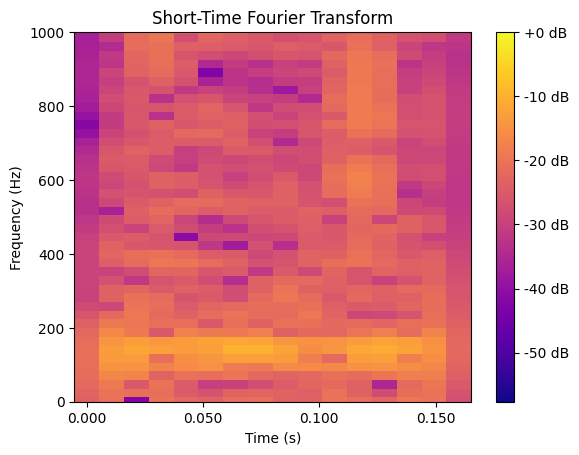 Short-Time Fourier Transform
1000
800
600
400
200
0
Frequency (Hz)
0.000
0.050
0.100
0.150
Time (s)
+0 dB
-10 dB
-20 dB
-30 dB
-40 dB
-50 dB